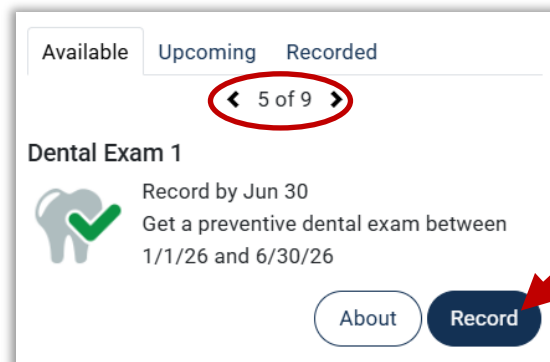 Available Upcoming Recorded
5 of 9
Dental Exam 1
Record by Jun 30
Get a preventive dental exam between
1/1/26 and 6/30/26
About Record